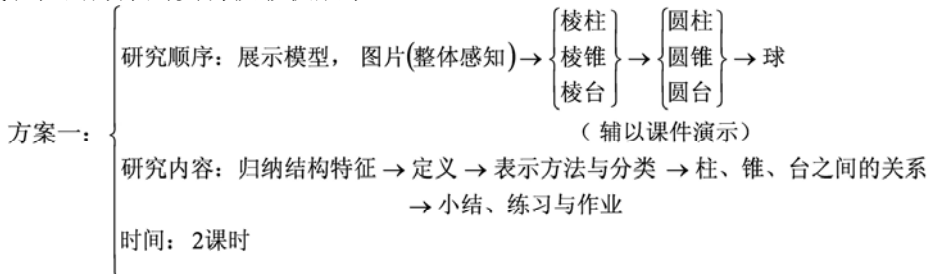 棱柱 圆柱
研究顺序：展示模型， 图片(整体感知)→ 棱锥 → 圆锥 → 球
棱台 圆台
方案一：
（ 辅以课件演示）
研究内容：归纳结构特征 → 定义 → 表示方法与分类 → 柱、锥、台之间的关系
→ 小结、练习与作业
时间：2课时